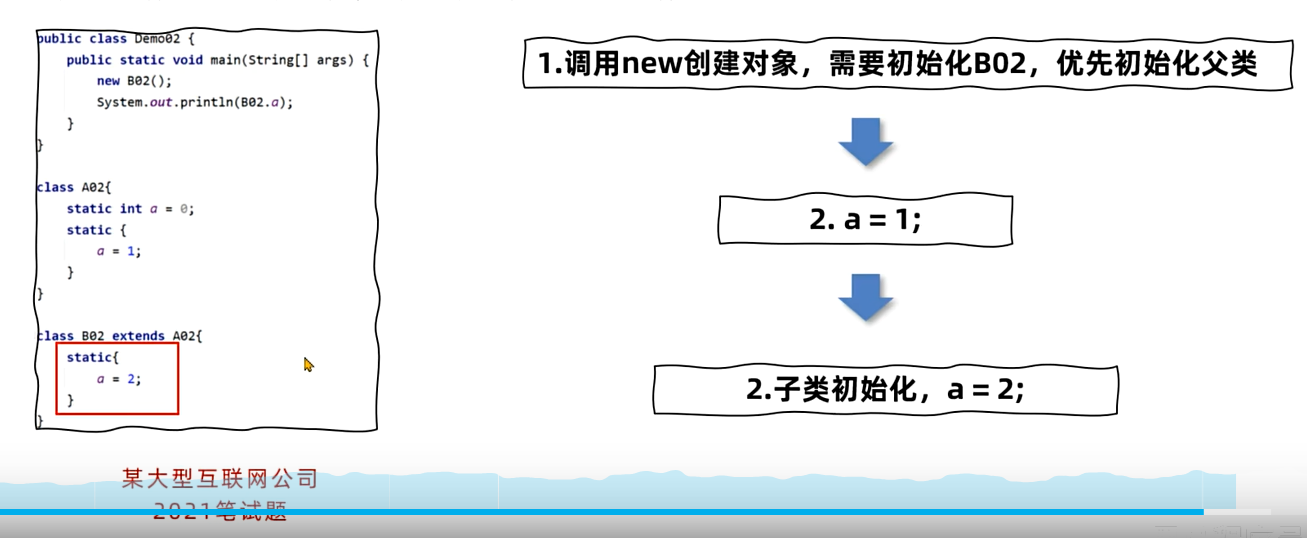 public class Demo02 {
public static void main(String[] args) {
new B02();
System.out.println(B02.a);
}
}
class A02{
static int a = 0;
static {
a = 1;
}
}
class B02 extends A02{
static{
a = 2;
}
}
1.调用new创建对象，需要初始化B02，优先初始化父类
2. a = 1;
2.子类初始化，a = 2;
某大型互联网公司
2021笔试题